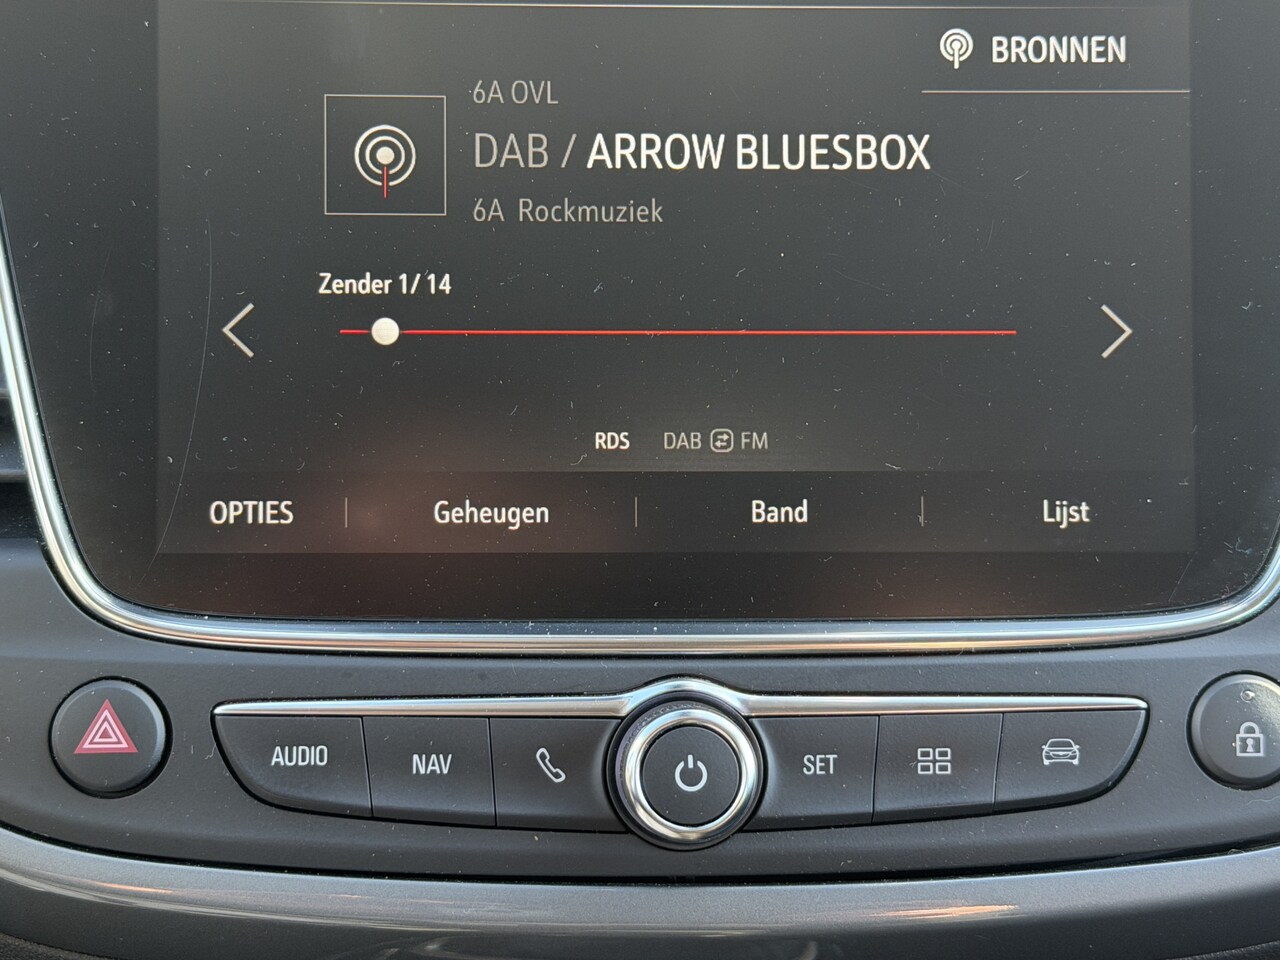 BRONNEN
6A OVL
DAB / ARROW BLUESBOX
6A Rockmuziek
Zender 1/ 14
RDS DAB FM
OPTIES Geheugen Band Lijst
AUDIO NAV SET